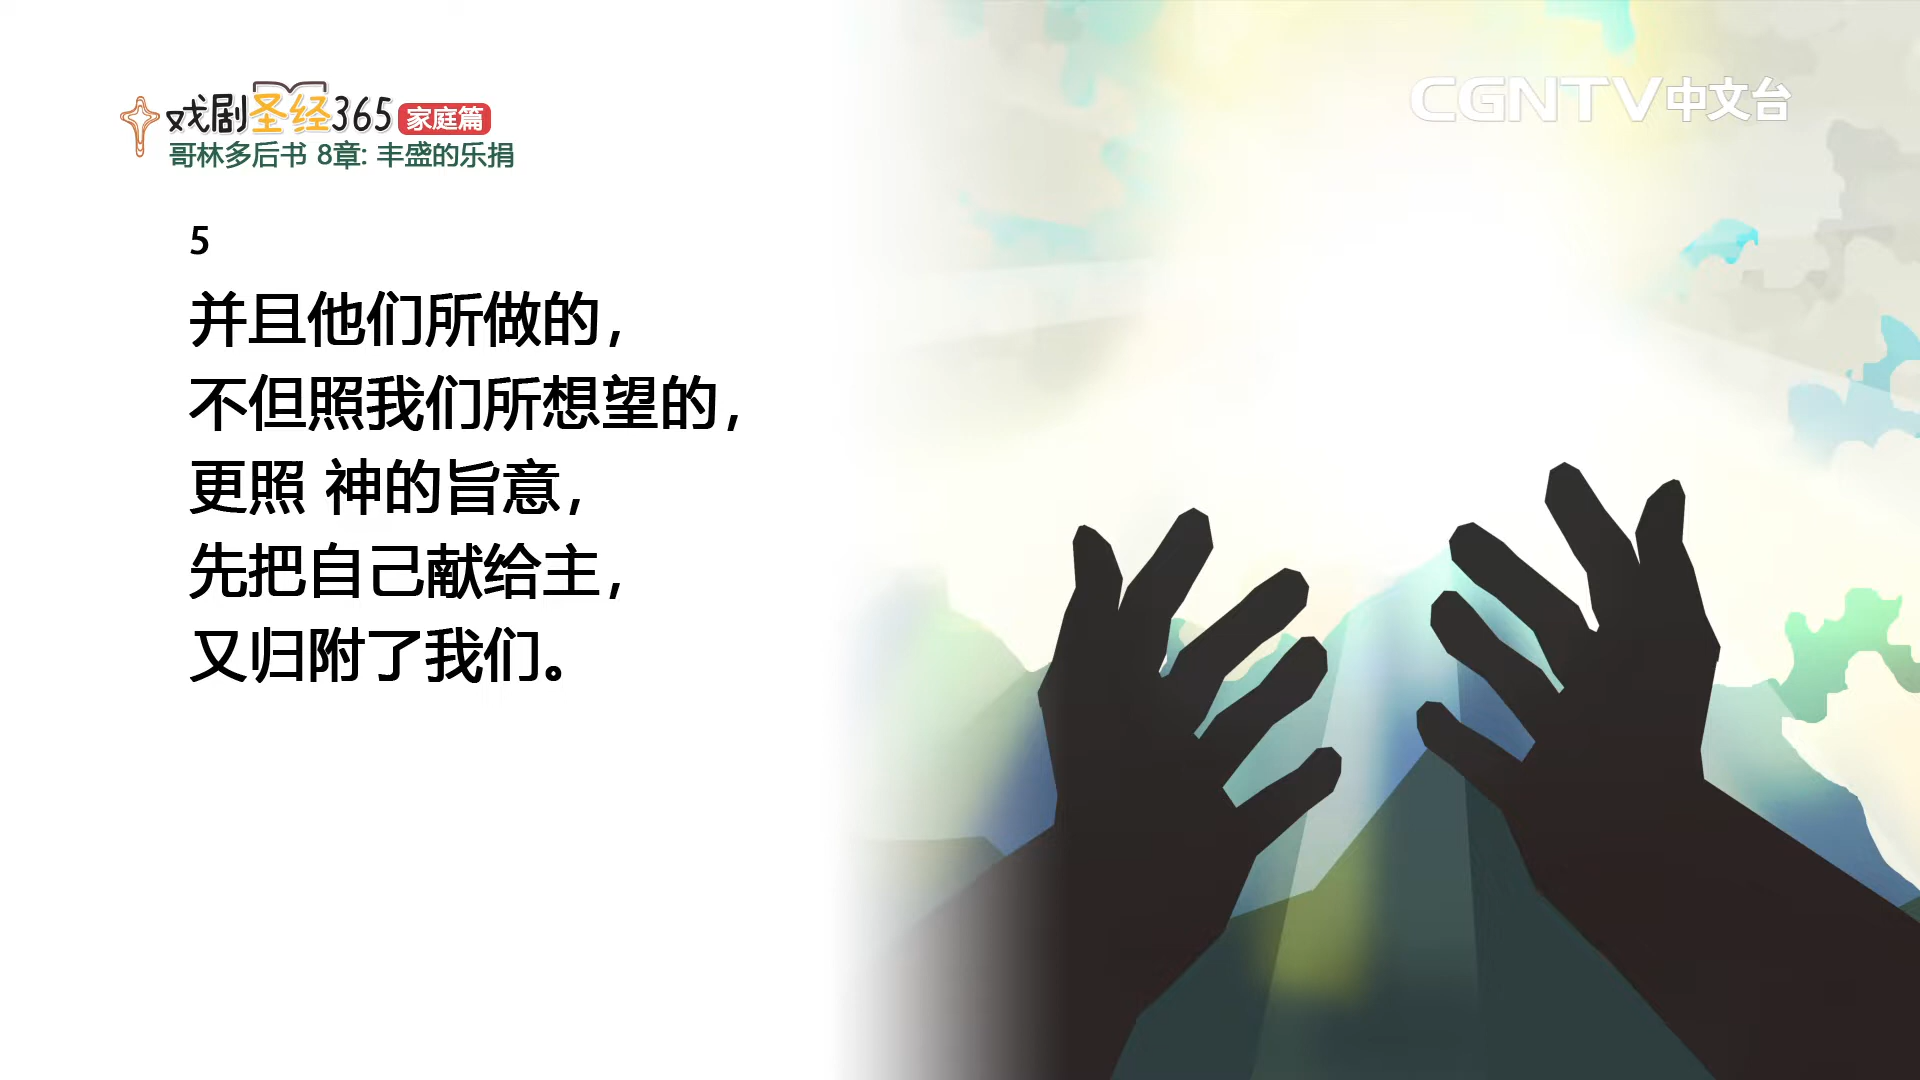 戏剧圣经365 家庭篇
哥林多后书 8章: 丰盛的乐捐
CGNTV中文台
5
并且他们所做的，
不但照我们所想望的，
更照 神的旨意，
先把自己献给主，
又归附了我们。